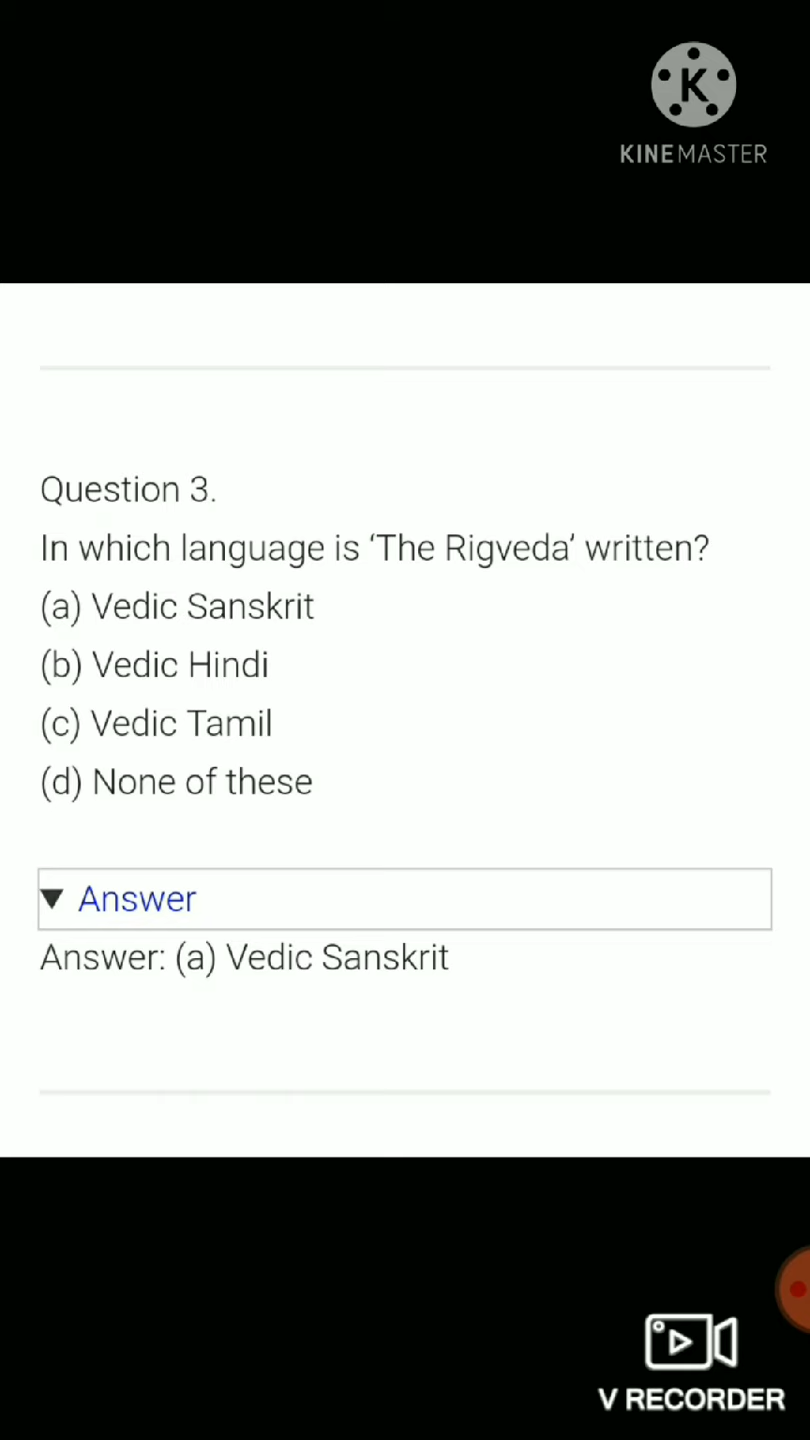 K
KINEMASTER
Question 3.
In which language is ‘The Rigveda’ written?
(a) Vedic Sanskrit
(b) Vedic Hindi
(c) Vedic Tamil
(d) None of these
▼ Answer
Answer: (a) Vedic Sanskrit
V RECORDER